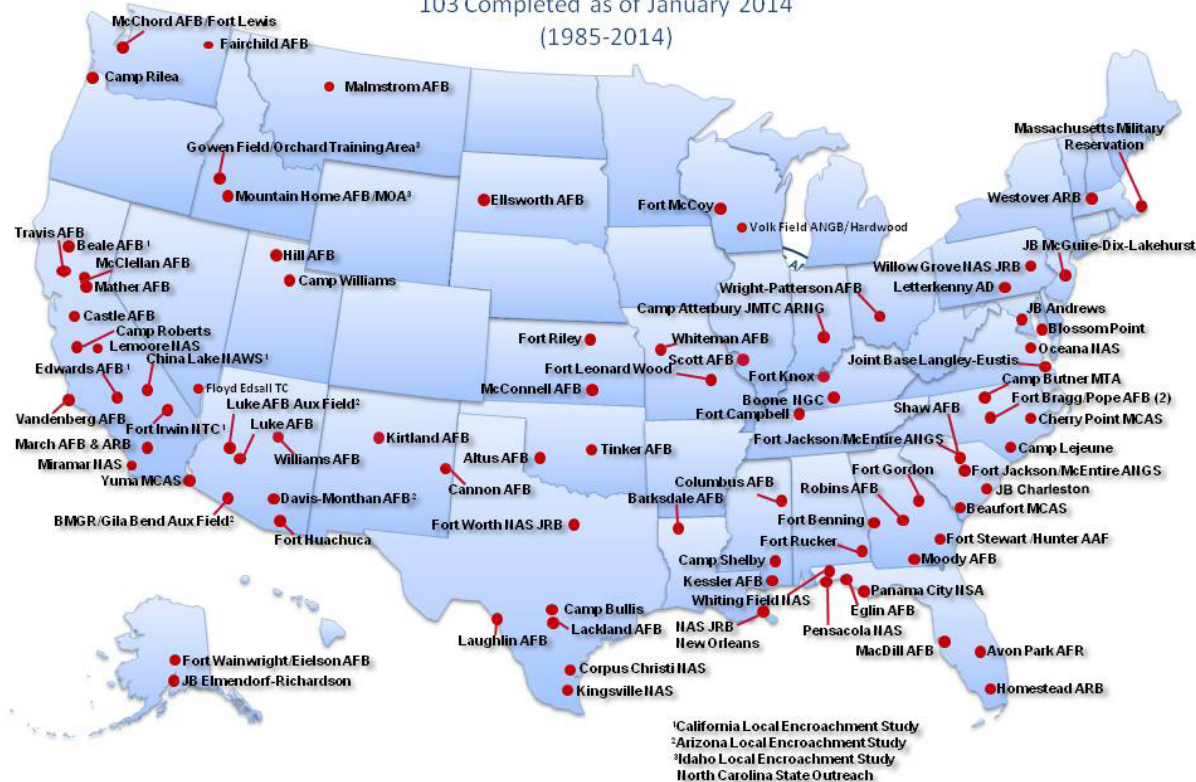 103 Completed as of January 2014
(1985-2014)
McChord AFB/Fort Lewis
Fairchild AFB
Camp Rilea
Malmstrom AFB
Gowen Field/Orchard Training Area³
Mountain Home AFB/MOA³
Ellsworth AFB
Fort McCoy
Volk Field ANGB/Hardwood
Massachusetts Military
Reservation
Westover ARB
Travis AFB
Beale AFB¹
McClellan AFB
Mather AFB
Hill AFB
Camp Williams
JB McGuire-Dix-Lakehurst
Willow Grove NAS JRB
Letterkenny AD
Wright-Patterson AFB
Camp Atterbury JMTC ARNG
JB Andrews
Blossom Point
Oceana NAS
Joint Base Langley-Eustis
Castle AFB
Camp Roberts
Lemoore NAS
China Lake NAWS¹
Edwards AFB¹
Floyd Edsall TC
Luke AFB Aux Field²
Vandenberg AFB
Fort Irwin NTC¹
Luke AFB
March AFB & ARB
Miramar NAS
Yuma MCAS
Williams AFB
BMGR/Gila Bend Aux Field²
Davis-Monthan AFB²
Fort Huachuca
Kirtland AFB
Cannon AFB
Fort Riley
Whiteman AFB
Scott AFB
Fort Leonard Wood
McConnell AFB
Fort Knox
Boone NGC
Fort Campbell
Altus AFB
Tinker AFB
Camp Butner MTA
Fort Bragg/Pope AFB (2)
Shaw AFB
Cherry Point MCAS
Fort Jackson/McEntire ANGS
Camp Lejeune
Fort Gordon
Fort Jackson/McEntire ANGS
Columbus AFB
Robins AFB
JB Charleston
Barksdale AFB
Beaufort MCAS
Fort Worth NAS JRB
Fort Benning
Fort Rucker
Fort Stewart /Hunter AAF
Moody AFB
Camp Shelby
Kessler AFB
Whiting Field NAS
Panama City NSA
Eglin AFB
Pensacola NAS
NAS JRB
New Orleans
Camp Bullis
Lackland AFB
Laughlin AFB
MacDill AFB
Avon Park AFR
Corpus Christi NAS
Kingsville NAS
Homestead ARB
Fort Wainwright/Eielson AFB
JB Elmendorf-Richardson
¹California Local Encroachment Study
²Arizona Local Encroachment Study
³Idaho Local Encroachment Study
North Carolina State Outreach